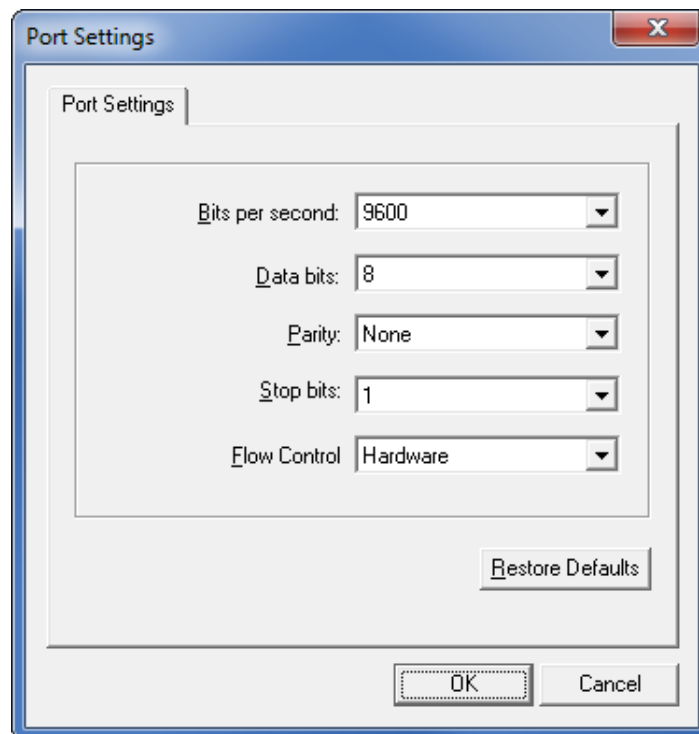 Port Settings
Port Settings
Bits per second: 9600
Data bits: 8
Parity: None
Stop bits: 1
Flow Control Hardware
Restore Defaults
OK Cancel